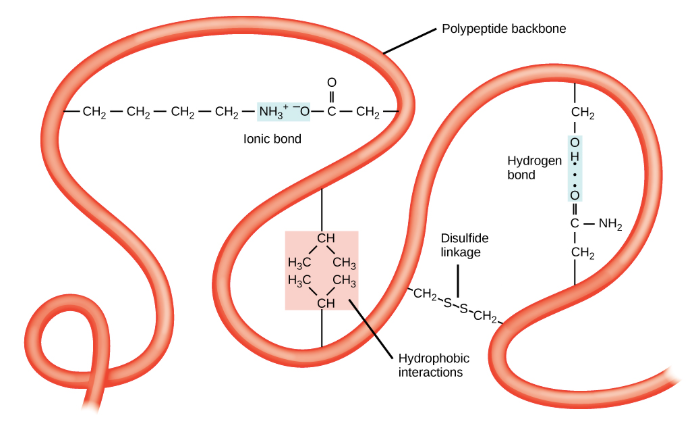 Polypeptide backbone
O
CH₂ — CH₂ — CH₂ — CH₂ — NH₃⁺ ⁻O — C — CH₂
Ionic bond
CH₂
O
H
Hydrogen
bond
O
C — NH₂
CH₂
CH
H₃C CH₃
H₃C CH₃
CH
Disulfide
linkage
CH₂-S-S-CH₂
Hydrophobic
interactions